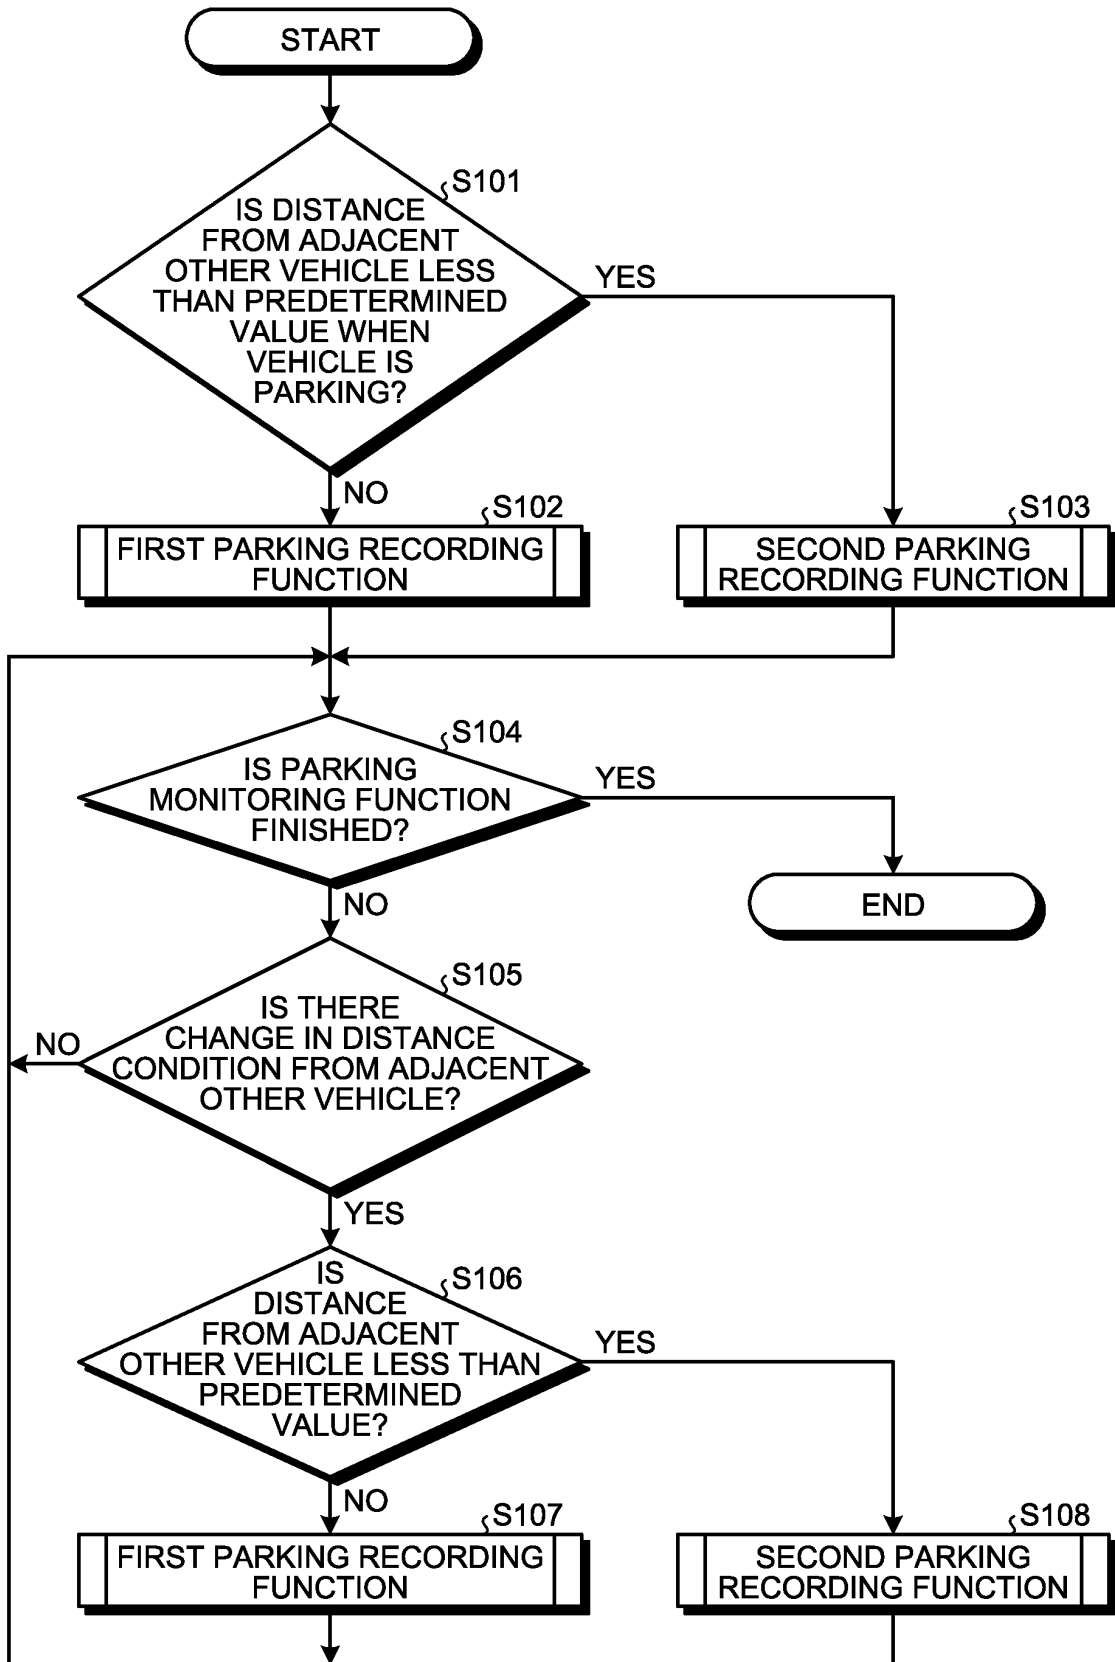 START
S101
IS DISTANCE
FROM ADJACENT
OTHER VEHICLE LESS
THAN PREDETERMINED
VALUE WHEN
VEHICLE IS
PARKING?
YES
NO
S102
FIRST PARKING RECORDING
FUNCTION
S103
SECOND PARKING
RECORDING FUNCTION
S104
IS PARKING
MONITORING FUNCTION
FINISHED?
YES
END
NO
S105
IS THERE
CHANGE IN DISTANCE
CONDITION FROM ADJACENT
OTHER VEHICLE?
NO
YES
S106
IS
DISTANCE
FROM ADJACENT
OTHER VEHICLE LESS THAN
PREDETERMINED
VALUE?
YES
NO
S107
FIRST PARKING RECORDING
FUNCTION
S108
SECOND PARKING
RECORDING FUNCTION